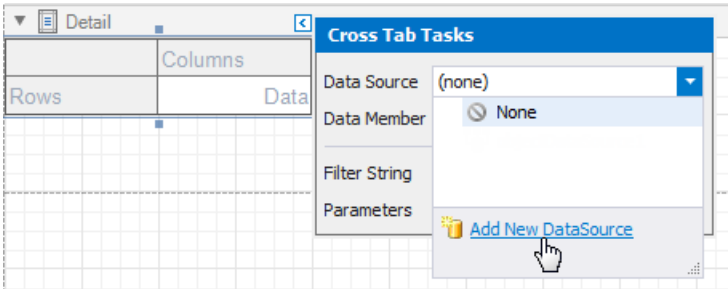 Detail
Columns
Rows Data
Cross Tab Tasks
Data Source (none)
None
Data Member
Filter String
Parameters
Add New DataSource